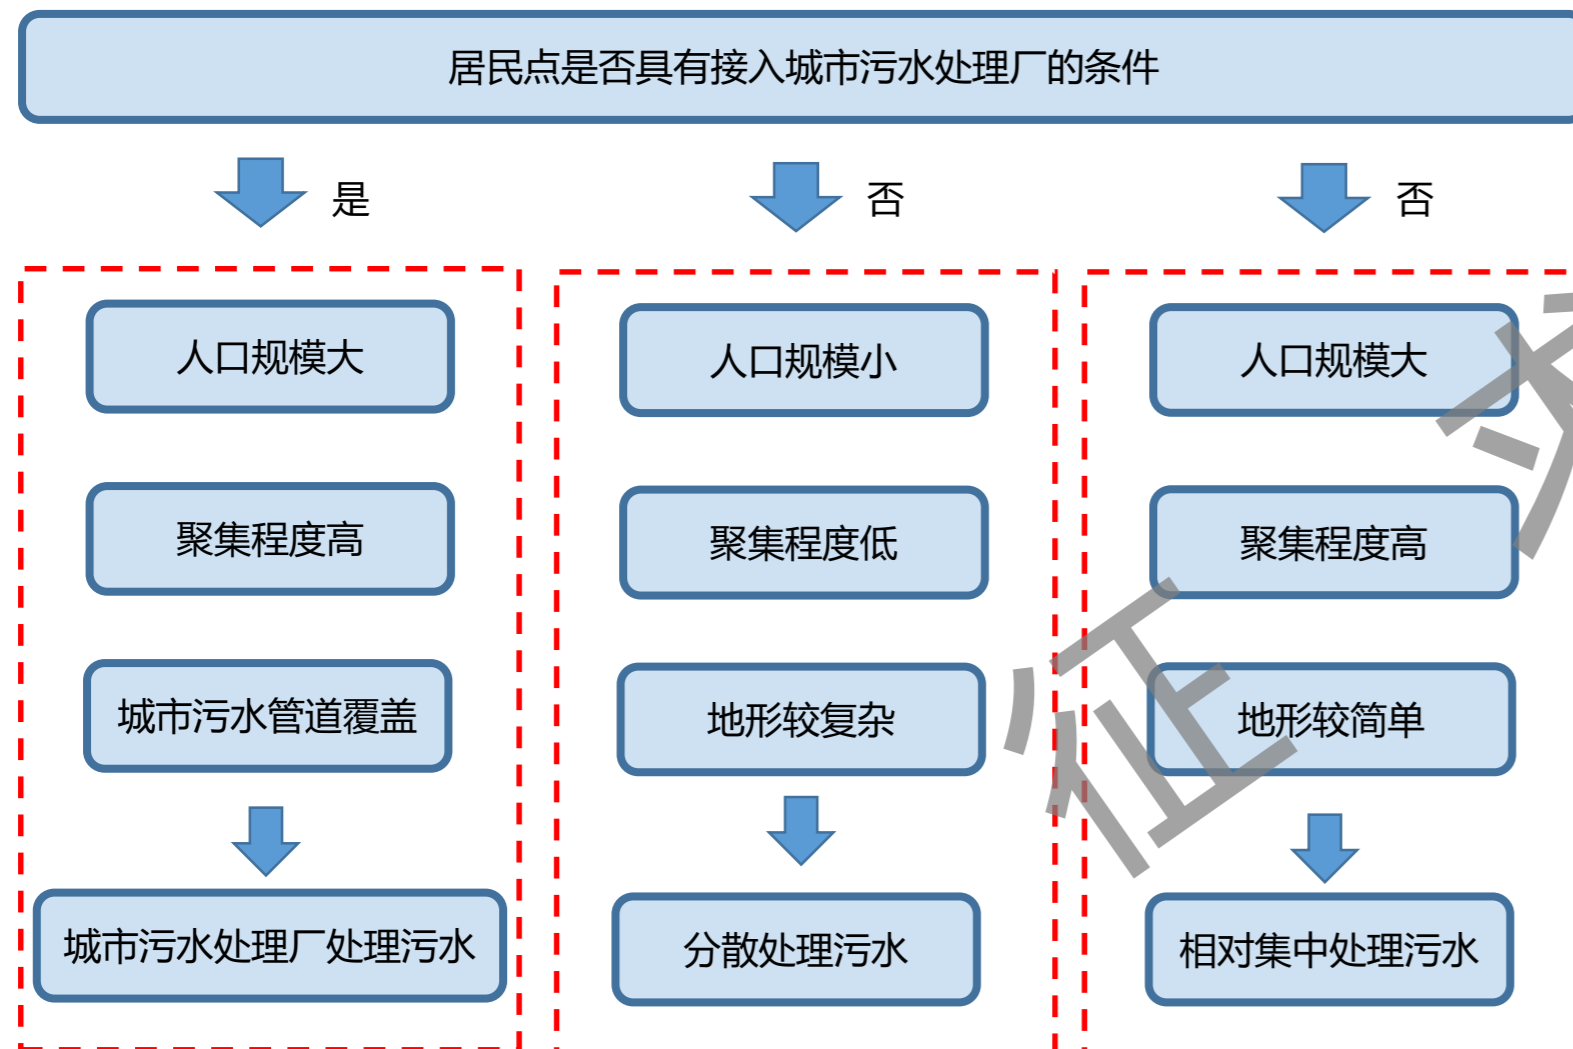 居民点是否具有接入城市污水处理厂的条件
是
否
否
人口规模大
人口规模小
人口规模大
聚集程度高
聚集程度低
聚集程度高
城市污水管道覆盖
地形较复杂
地形较简单
城市污水处理厂处理污水
分散处理污水
相对集中处理污水
征